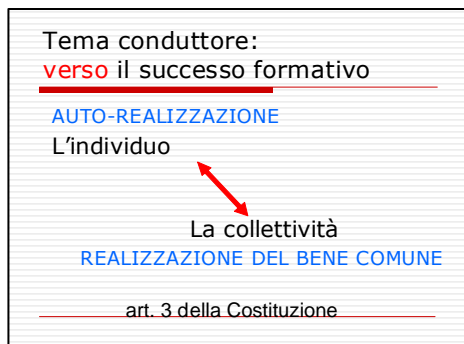 Tema conduttore:
verso il successo formativo
AUTO-REALIZZAZIONE
L'individuo
La collettività
REALIZZAZIONE DEL BENE COMUNE
art. 3 della Costituzione